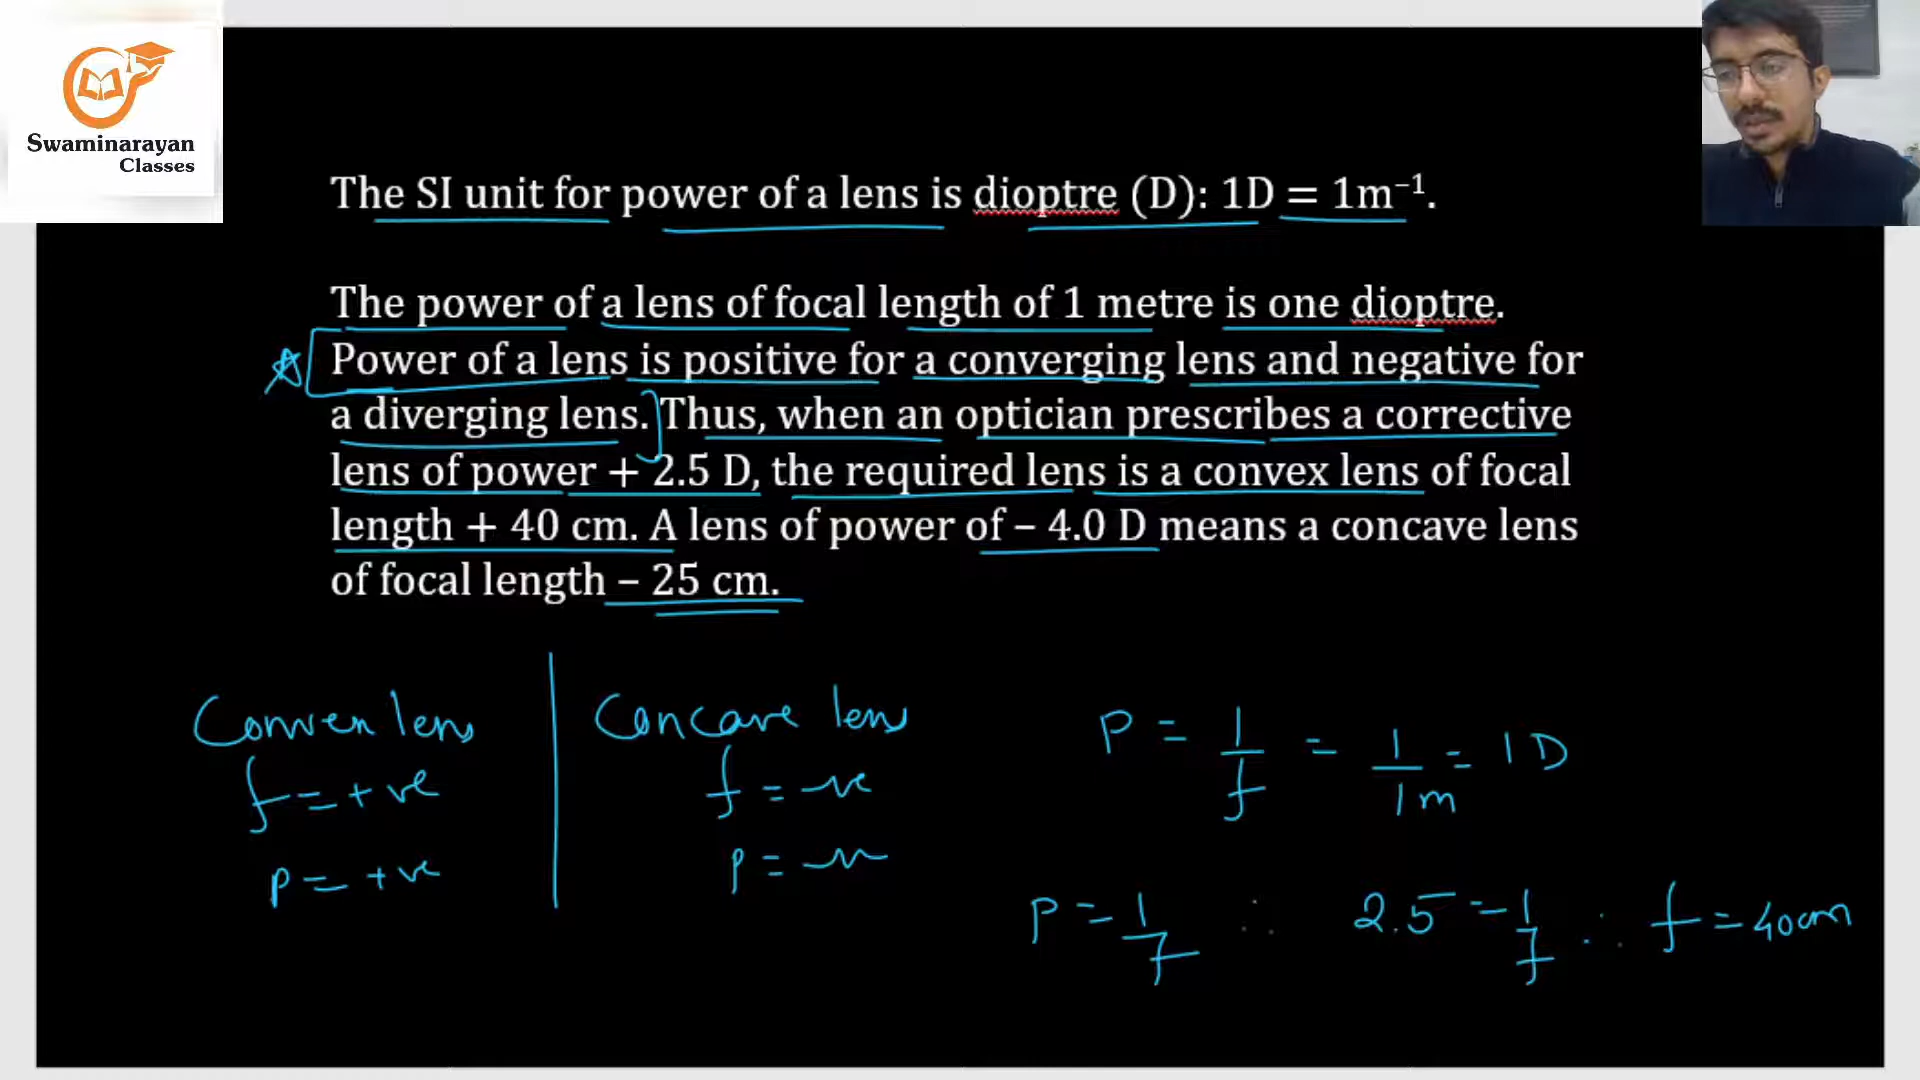 Swaminarayan
Classes
The SI unit for power of a lens is dioptre (D): 1D = 1m⁻¹.
The power of a lens of focal length of 1 metre is one dioptre.
Power of a lens is positive for a converging lens and negative for
a diverging lens. Thus, when an optician prescribes a corrective
lens of power + 2.5 D, the required lens is a convex lens of focal
length + 40 cm. A lens of power of – 4.0 D means a concave lens
of focal length – 25 cm.
Convex lens
f = +ve
p = +ve
Concave lens
f = -ve
p = -ve
P = 1/f = 1/1m = 1D
P = 1/f ∴ 2.5 = 1/f ∴ f = 40cm